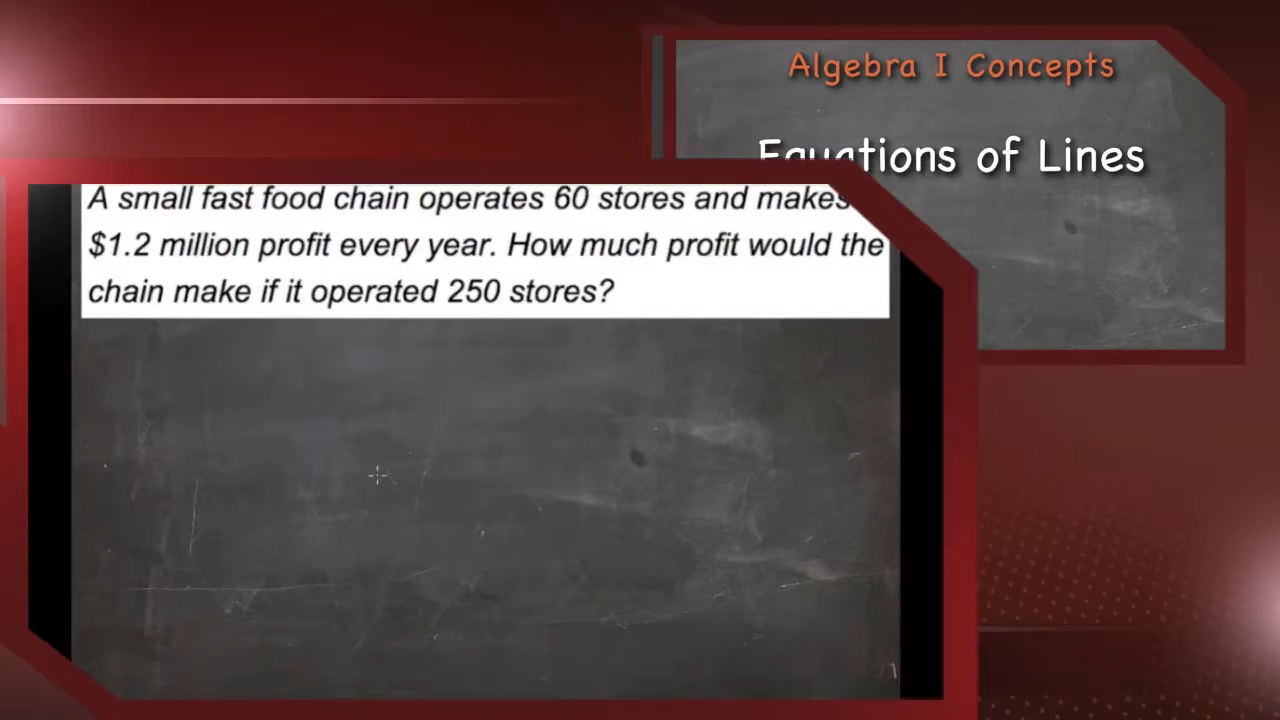 Algebra I Concepts
Equations of Lines
A small fast food chain operates 60 stores and makes
$1.2 million profit every year. How much profit would the
chain make if it operated 250 stores?